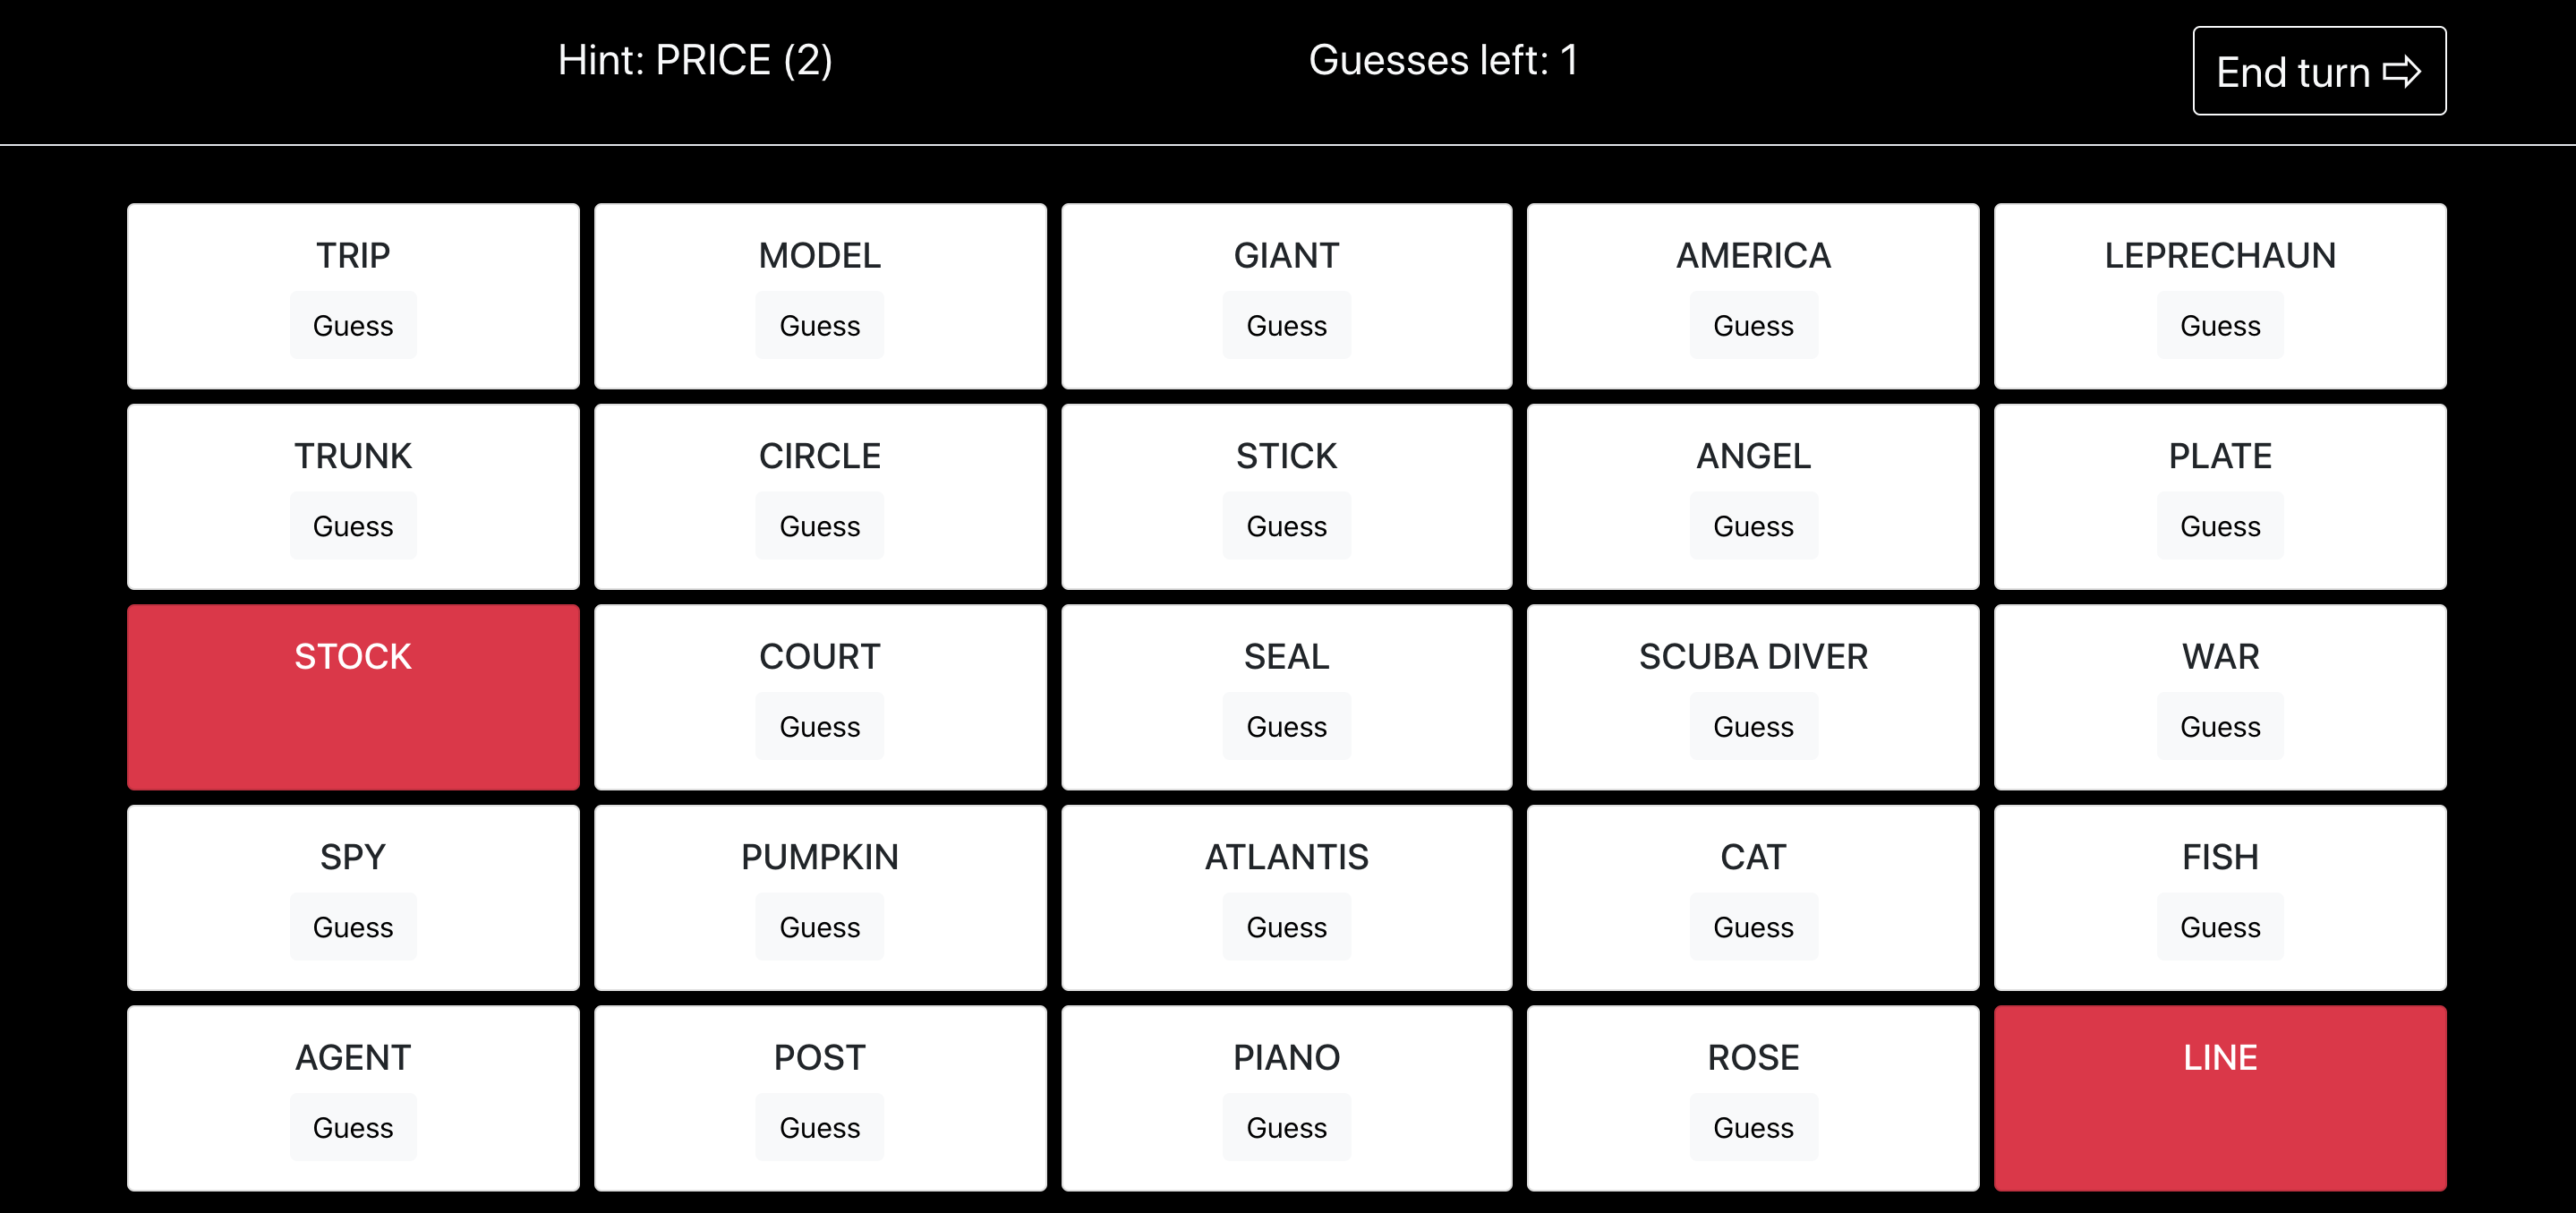 Hint: PRICE (2)
Guesses left: 1
End turn ⇨
TRIP
Guess
MODEL
Guess
GIANT
Guess
AMERICA
Guess
LEPRECHAUN
Guess
TRUNK
Guess
CIRCLE
Guess
STICK
Guess
ANGEL
Guess
PLATE
Guess
STOCK
COURT
Guess
SEAL
Guess
SCUBA DIVER
Guess
WAR
Guess
SPY
Guess
PUMPKIN
Guess
ATLANTIS
Guess
CAT
Guess
FISH
Guess
AGENT
Guess
POST
Guess
PIANO
Guess
ROSE
Guess
LINE